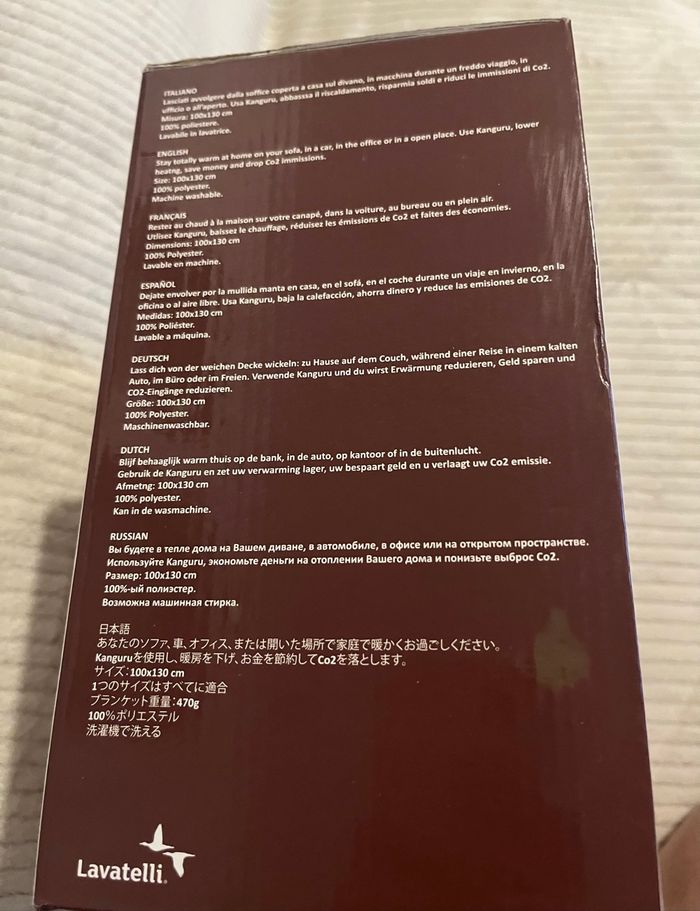 ITALIANO
Lasciati avvolgere dalla soffice coperta a casa sul divano, in macchina durante un freddo viaggio, in
ufficio o all'aperto. Usa Kanguru, abbasssa il riscaldamento, risparmia soldi e riduci le immissioni di Co2.
Misura: 100x130 cm
100% poliestere.
Lavabile in lavatrice.
ENGLISH
Stay totally warm at home on your sofa, in a car, in the office or in a open place. Use Kanguru, lower
heatng, save money and drop Co2 immissions.
Size: 100x130 cm
100% polyester.
Machine washable.
FRANÇAIS
Restez au chaud à la maison sur votre canapé, dans la voiture, au bureau ou en plein air.
Utlisez Kanguru, baissez le chauffage, réduisez les émissions de Co2 et faites des économies.
Dimensions: 100x130 cm
100% Polyester.
Lavable en machine.
ESPAÑOL
Dejate envolver por la mullida manta en casa, en el sofá, en el coche durante un viaje en invierno, en la
oficina o al aire libre. Usa Kanguru, baja la calefacción, ahorra dinero y reduce las emisiones de CO2.
Medidas: 100x130 cm
100% Poliéster.
Lavable a máquina.
DEUTSCH
Lass dich von der weichen Decke wickeln: zu Hause auf dem Couch, während einer Reise in einem kalten
Auto, im Büro oder im Freien. Verwende Kanguru und du wirst Erwärmung reduzieren, Geld sparen und
CO2-Eingänge reduzieren.
Größe: 100x130 cm
100% Polyester.
Maschinenwaschbar.
DUTCH
Blijf behaaglijk warm thuis op de bank, in de auto, op kantoor of in de buitenlucht.
Gebruik de Kanguru en zet uw verwarming lager, uw bespaart geld en u verlaagt uw Co2 emissie.
Afmetng: 100x130 cm
100% polyester.
Kan in de wasmachine.
RUSSIAN
Вы будете в тепле дома на Вашем диване, в автомобиле, в офисе или на открытом пространстве.
Используйте Kanguru, экономьте деньги на отоплении Вашего дома и понизьте выброс Co2.
Размер: 100x130 cm
100%-ый полиэстер.
Возможна машинная стирка.
日本語
あなたのソファ、車、オフィス、または開いた場所で家庭で暖かくお過ごしください。
Kanguruを使用し、暖房を下げ、お金を節約してCo2を落とします。
サイズ：100x130 cm
1つのサイズはすべてに適合
ブランケット重量：470g
100%ポリエステル
洗濯機で洗える
Lavatelli®